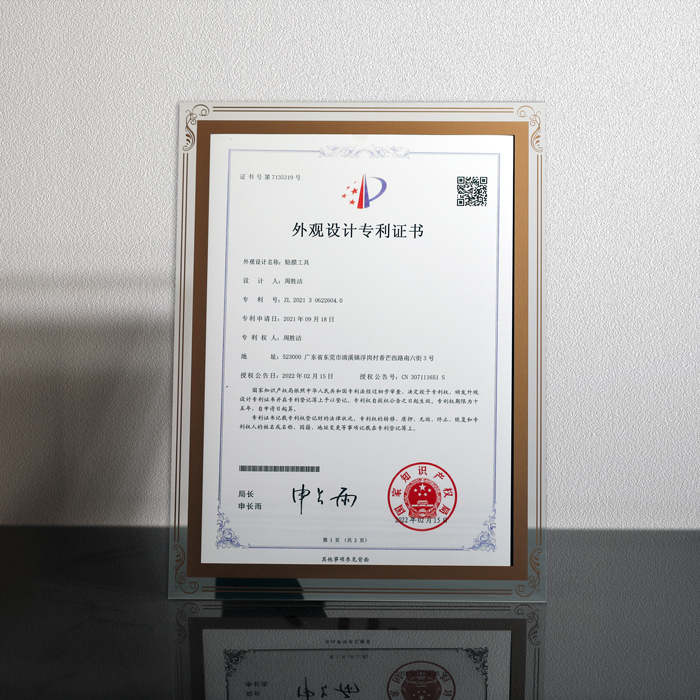 证书号第7133319号
外观设计专利证书
外观设计名称：贴膜工具
设 计 人：周胜洁
专 利 号：ZL 2021 3 0622604.0
专利申请日：2021年09月18日
专 利 权 人：周胜洁
地 址：523000 广东省东莞市清溪镇浮岗村香芒西路南六街3号
授权公告日：2022年02月15日 授权公告号：CN 307111651 S
国家知识产权局依照中华人民共和国专利法经过初步审查，决定授予专利权，颁发外观
设计专利证书并在专利登记簿上予以登记。专利权自授权公告之日起生效。专利权期限为十
五年，自申请日起算。
专利证书记载专利权登记时的法律状况。专利权的转移、质押、无效、终止、恢复和专利
权人的姓名或名称、国籍、地址变更等事项记载在专利登记簿上。
局长
申长雨
申长雨
国家知识产权局
2022年02月15日
第 1 页 （共 2 页）
其他事项参见背面